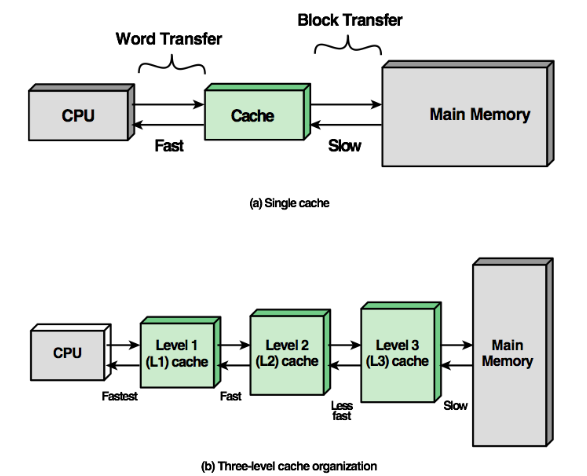 Block Transfer
Word Transfer
CPU
Cache
Main Memory
Fast
Slow
(a) Single cache
CPU
Level 1
(L1) cache
Level 2
(L2) cache
Level 3
(L3) cache
Main
Memory
Fastest
Fast
Less
fast
Slow
(b) Three-level cache organization